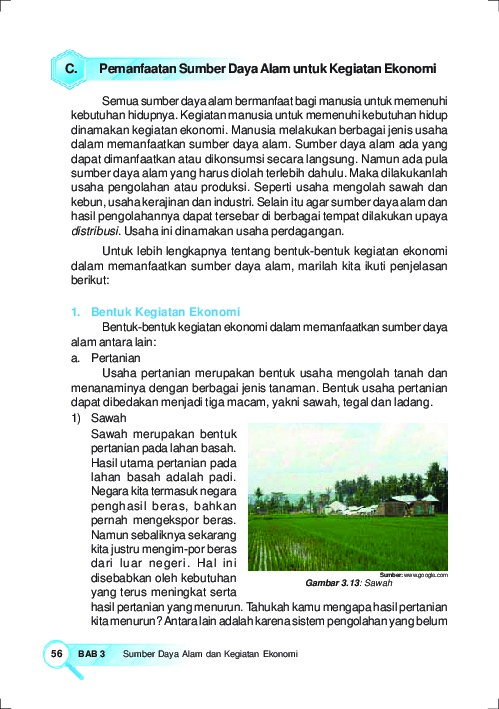 C. Pemanfaatan Sumber Daya Alam untuk Kegiatan Ekonomi
Semua sumber daya alam bermanfaat bagi manusia untuk memenuhi
kebutuhan hidupnya. Kegiatan manusia untuk memenuhi kebutuhan hidup
dinamakan kegiatan ekonomi. Manusia melakukan berbagai jenis usaha
dalam memanfaatkan sumber daya alam. Sumber daya alam ada yang
dapat dimanfaatkan atau dikonsumsi secara langsung. Namun ada pula
sumber daya alam yang harus diolah terlebih dahulu. Maka dilakukanlah
usaha pengolahan atau produksi. Seperti usaha mengolah sawah dan
kebun, usaha kerajinan dan industri. Selain itu agar sumber daya alam dan
hasil pengolahannya dapat tersebar di berbagai tempat dilakukan upaya
distribusi. Usaha ini dinamakan usaha perdagangan.
Untuk lebih lengkapnya tentang bentuk-bentuk kegiatan ekonomi
dalam memanfaatkan sumber daya alam, marilah kita ikuti penjelasan
berikut:
1. Bentuk Kegiatan Ekonomi
Bentuk-bentuk kegiatan ekonomi dalam memanfaatkan sumber daya
alam antara lain:
a. Pertanian
Usaha pertanian merupakan bentuk usaha mengolah tanah dan
menanaminya dengan berbagai jenis tanaman. Bentuk usaha pertanian
dapat dibedakan menjadi tiga macam, yakni sawah, tegal dan ladang.
1) Sawah
Sawah merupakan bentuk
pertanian pada lahan basah.
Hasil utama pertanian pada
lahan basah adalah padi.
Negara kita termasuk negara
penghasil beras, bahkan
pernah mengekspor beras.
Namun sebaliknya sekarang
kita justru mengim-por beras
dari luar negeri. Hal ini
disebabkan oleh kebutuhan
yang terus meningkat serta
hasil pertanian yang menurun. Tahukah kamu mengapa hasil pertanian
kita menurun? Antara lain adalah karena sistem pengolahan yang belum
Sumber: www.google.com
Gambar 3.13: Sawah
56 BAB 3 Sumber Daya Alam dan Kegiatan Ekonomi